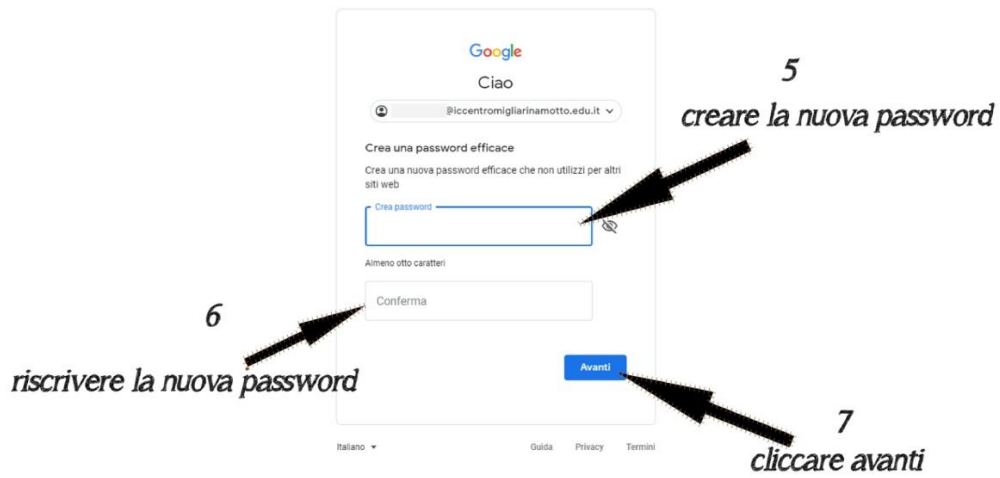 Google
Ciao
@iccentromigliarinamotto.edu.it
5
creare la nuova password
Crea una password efficace
Crea una nuova password efficace che non utilizzi per altri
siti web
Crea password
Almeno otto caratteri
Conferma
6
riscrivere la nuova password
Avanti
7
cliccare avanti
Italiano
Guida Privacy Termini